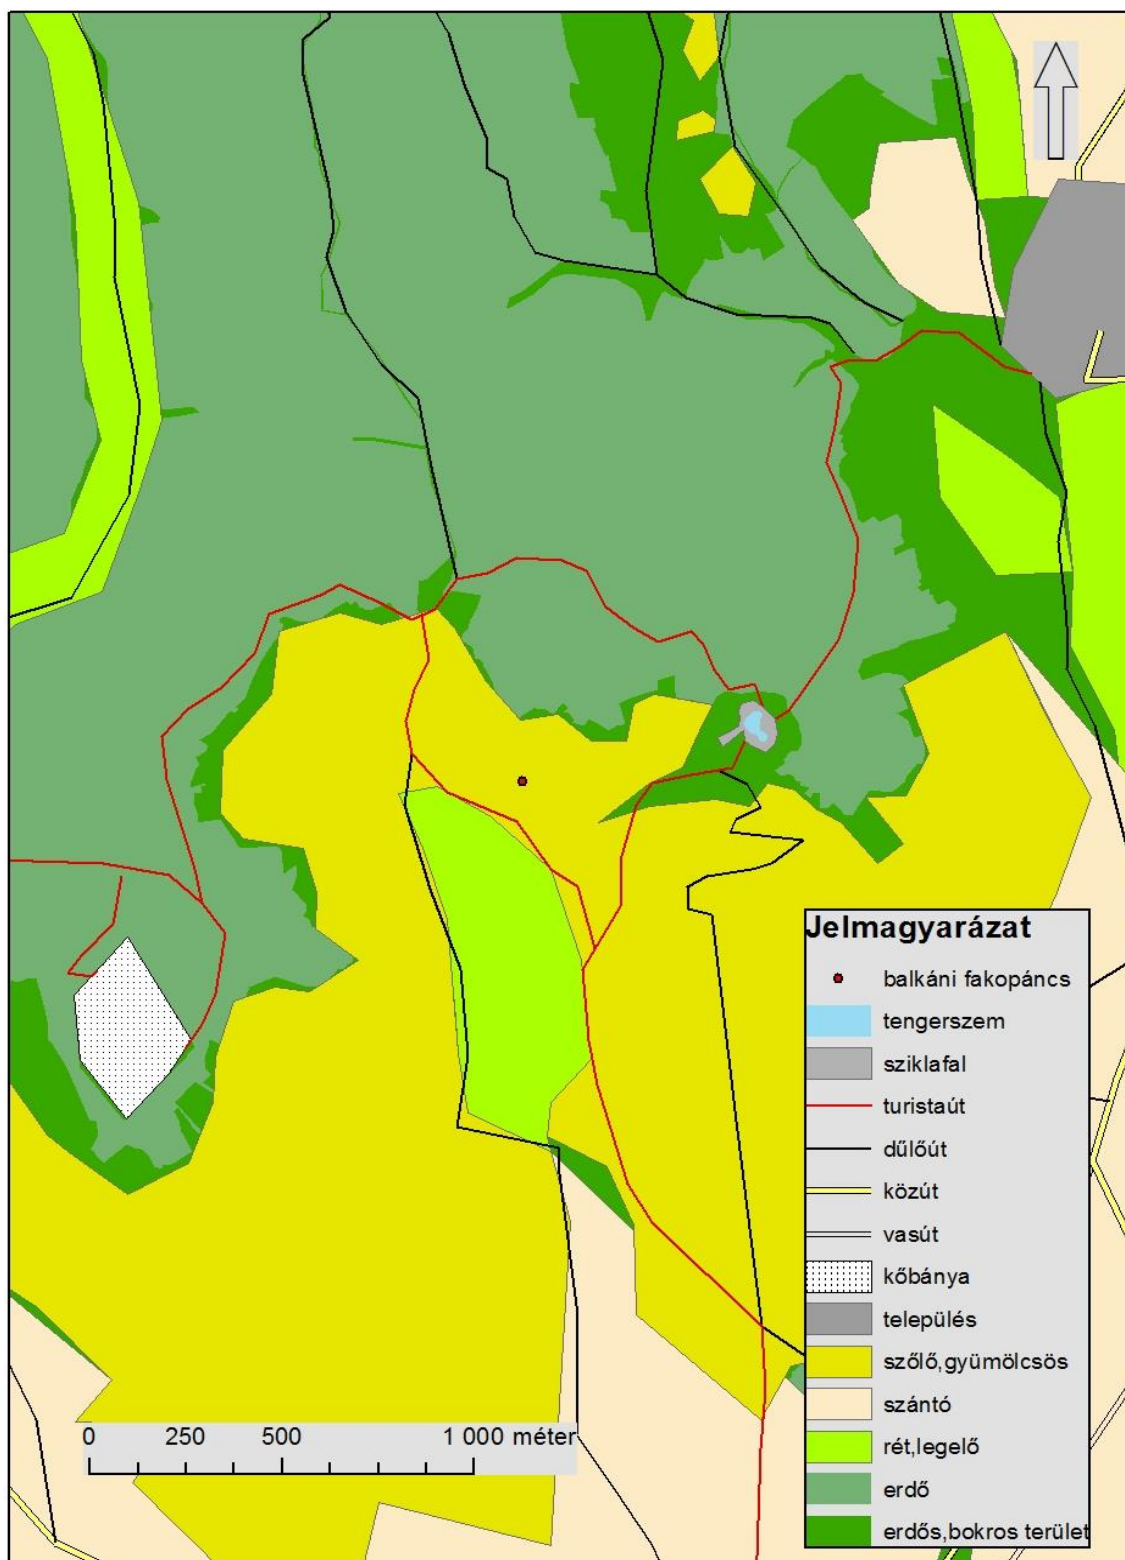 Jelmagyarázat
balkáni fakopáncs
tengerszem
sziklafal
turistaút
dűlőút
közút
vasút
kőbánya
település
szőlő,gyümölcsös
szántó
rét,legelő
erdő
erdős,bokros terület
0 250 500 1 000 méter